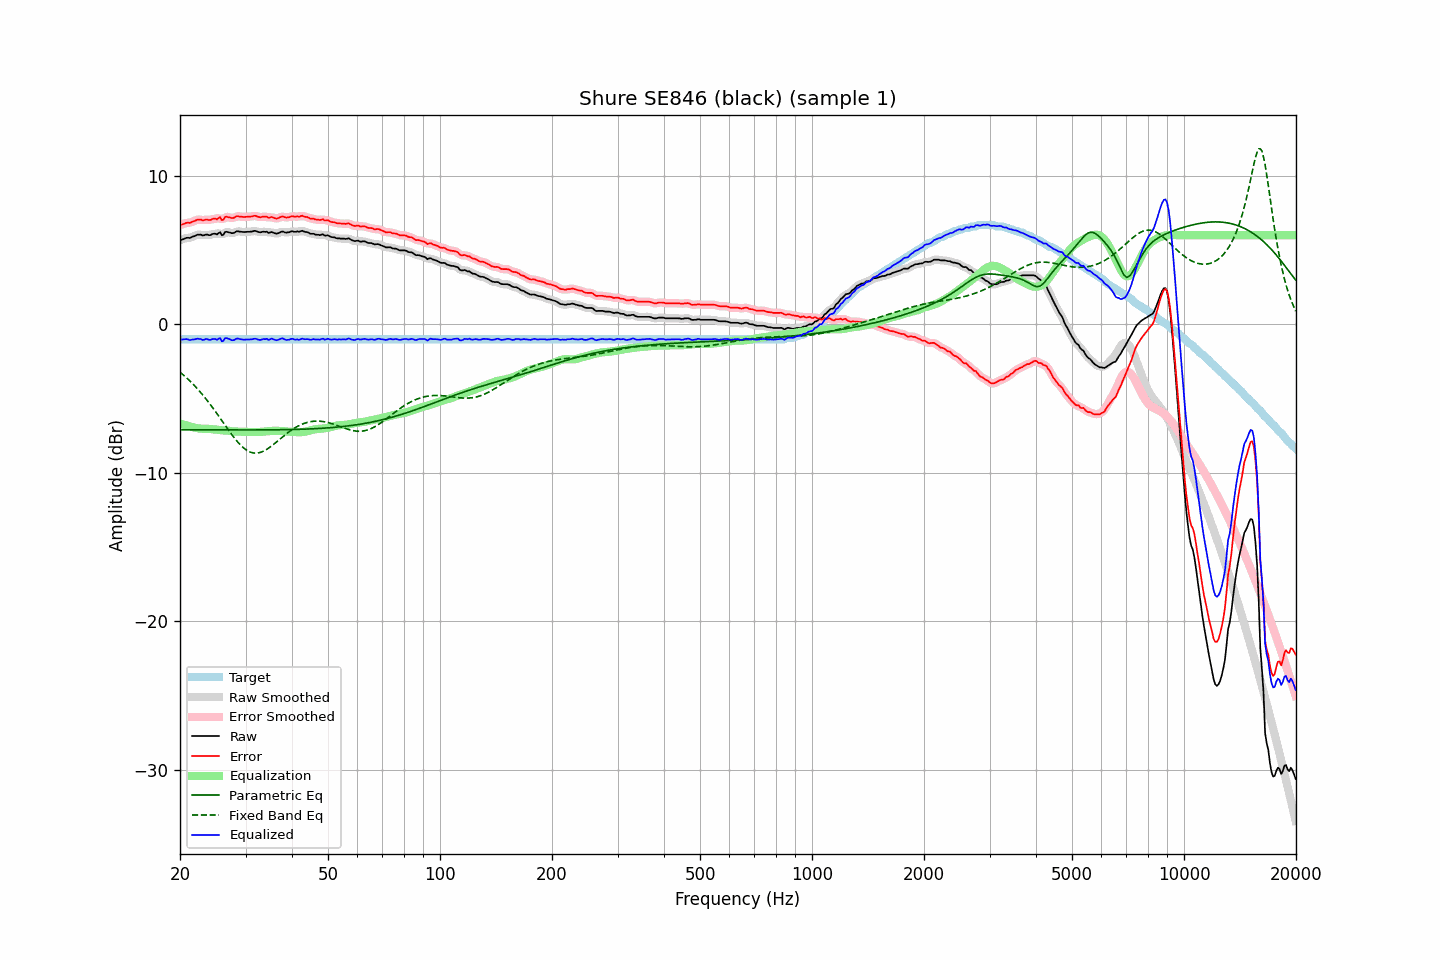 Shure SE846 (black) (sample 1)
Amplitude (dBr)
10
0
−10
−20
−30
Target
Raw Smoothed
Error Smoothed
Raw
Error
Equalization
Parametric Eq
Fixed Band Eq
Equalized
20 50 100 200 500 1000 2000 5000 10000 20000
Frequency (Hz)